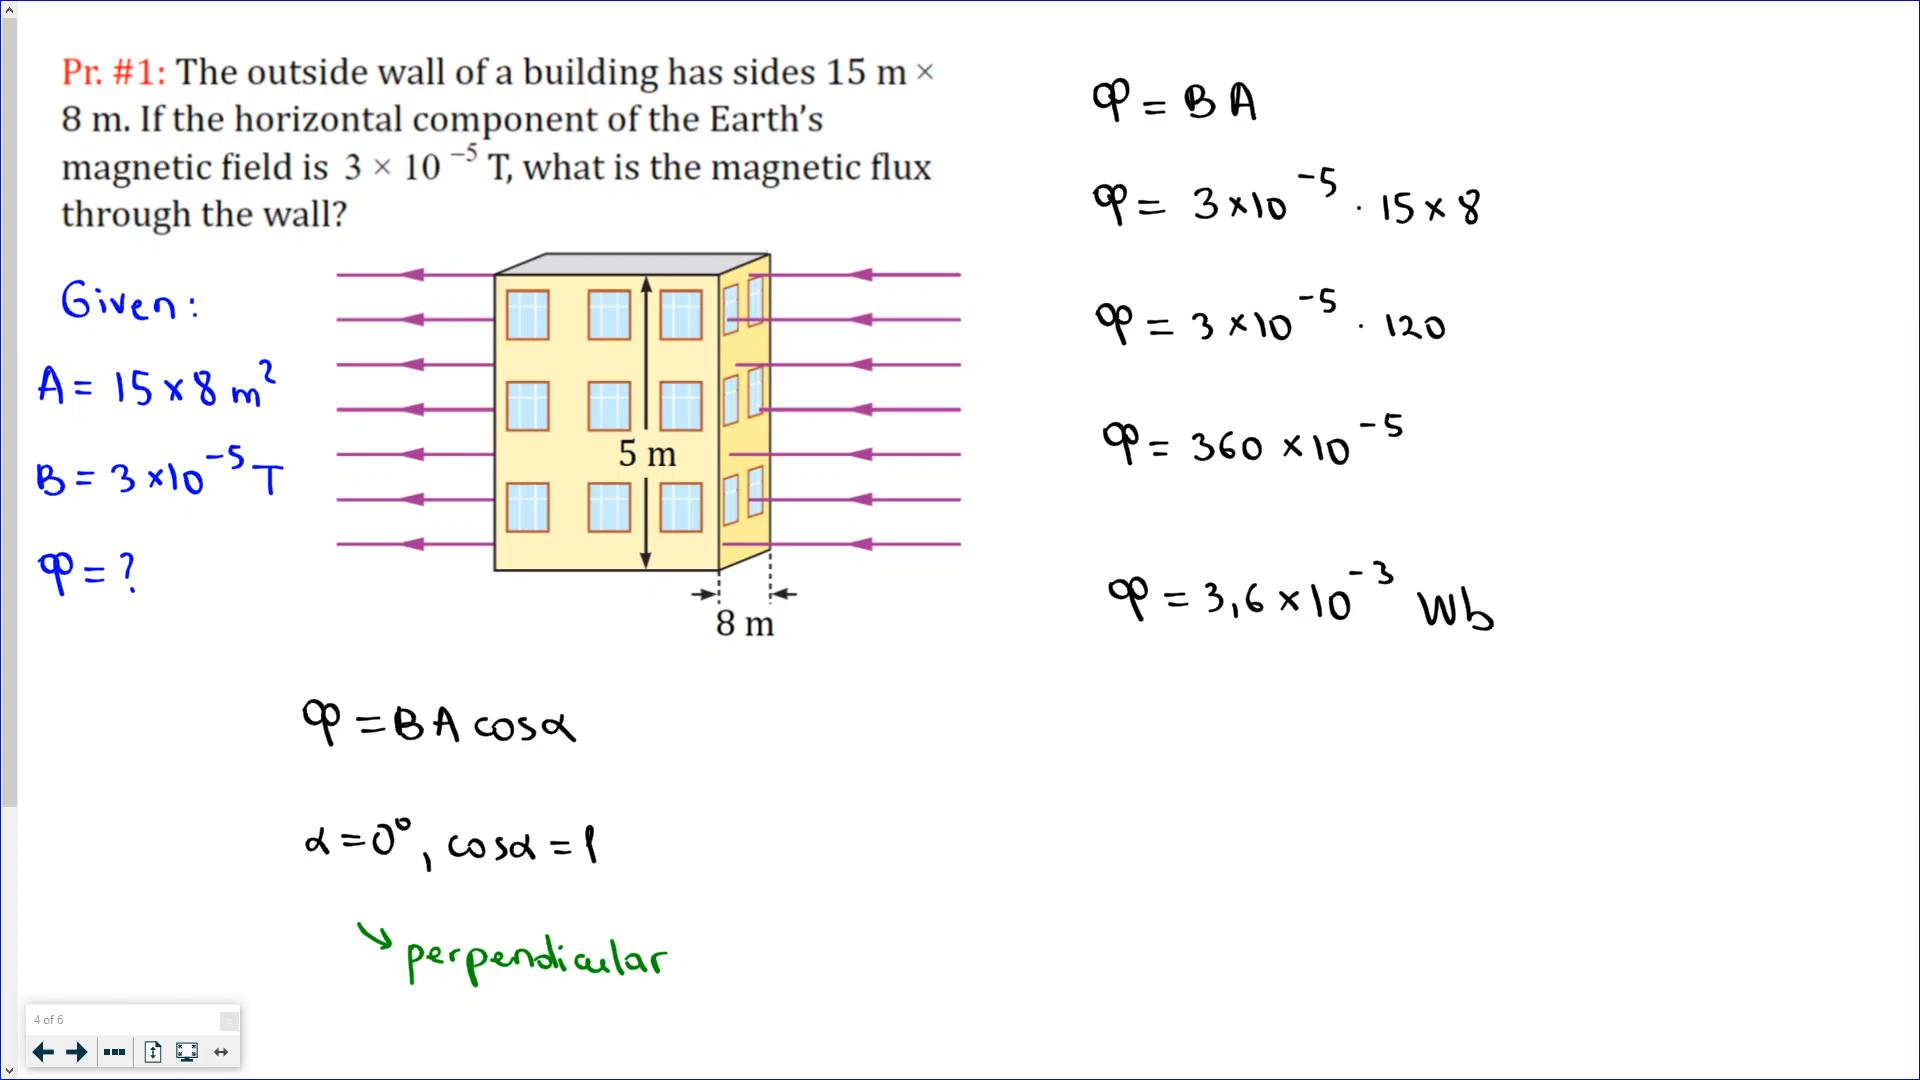 Pr. #1: The outside wall of a building has sides 15 m ×
8 m. If the horizontal component of the Earth's
magnetic field is 3 × 10 ⁻⁵ T, what is the magnetic flux
through the wall?
Given:
A = 15 × 8 m²
B = 3 × 10⁻⁵ T
φ = ?
5 m
8 m
φ = B A cosα
α = 0°, cosα = 1
↘ perpendicular
φ = B A
φ = 3 × 10⁻⁵ · 15 × 8
φ = 3 × 10⁻⁵ · 120
φ = 360 × 10⁻⁵
φ = 3,6 × 10⁻³ Wb
4 of 6